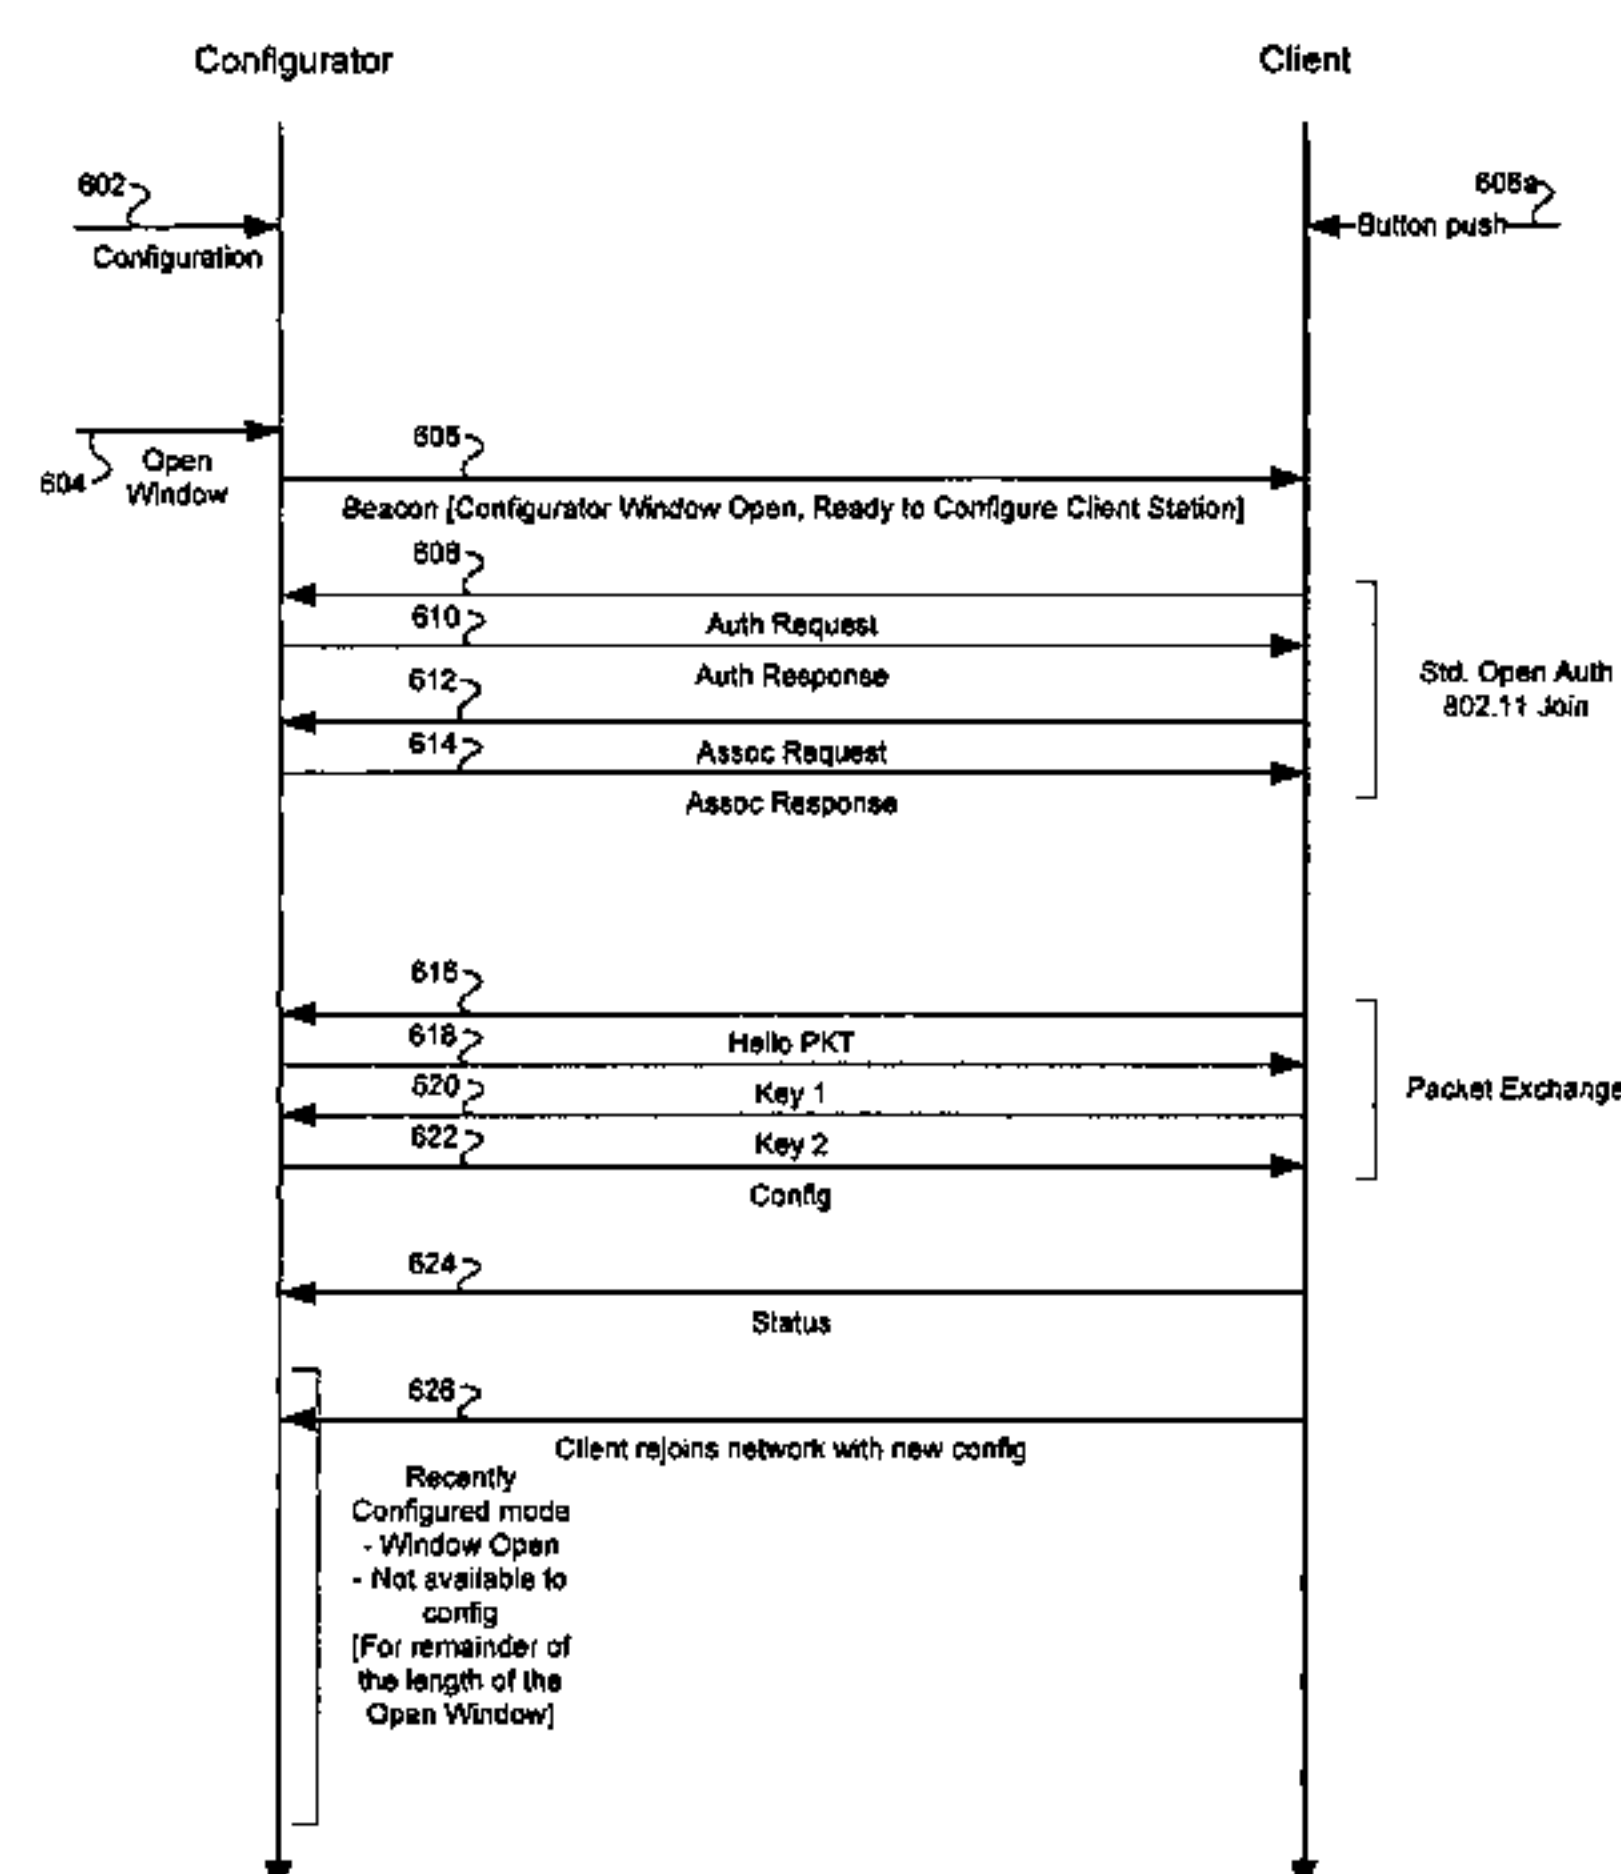 Configurator
Client
602
606a
Configuration
Button push
604
Open
Window
606
Beacon [Configurator Window Open, Ready to Configure Client Station]
608
Auth Request
610
Auth Response
612
Assoc Request
614
Assoc Response
Std. Open Auth
802.11 Join
616
Hello PKT
618
Key 1
620
Key 2
622
Config
Packet Exchange
624
Status
626
Client rejoins network with new config
Recently
Configured mode
- Window Open
- Not available to
config
[For remainder of
the length of the
Open Window]